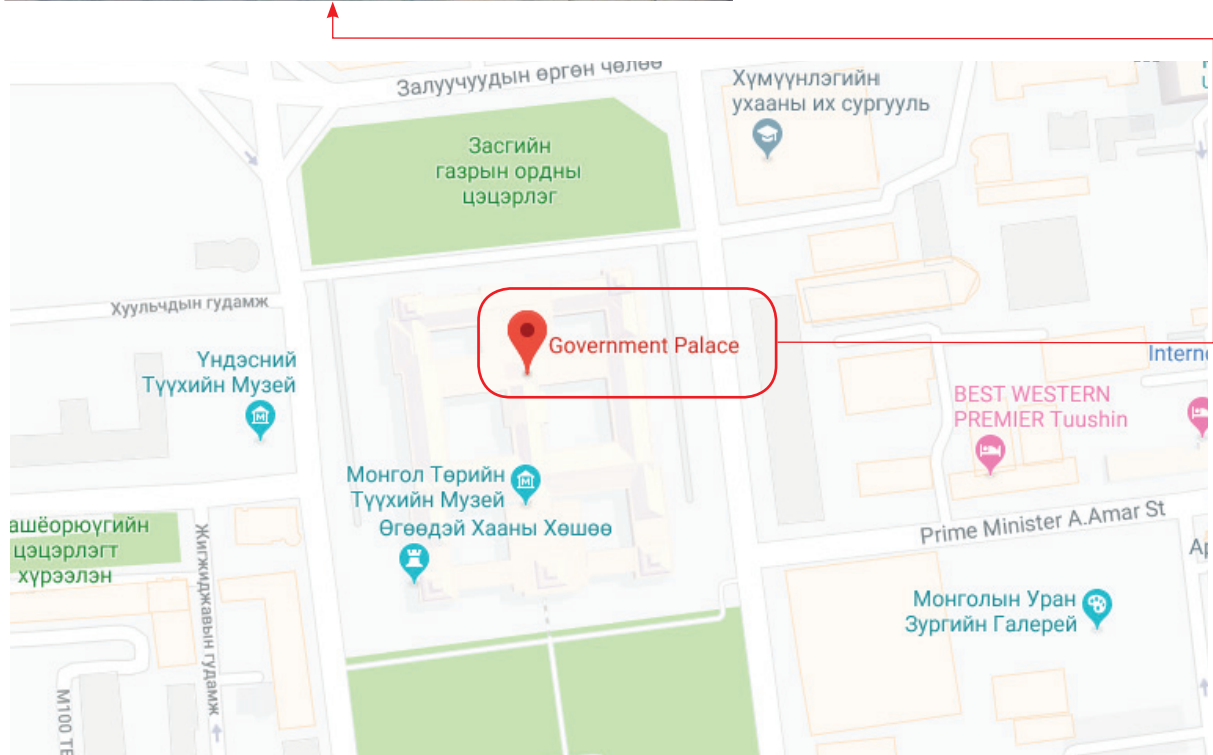 Залуучуудын өргөн чөлөө
Хүмүүнлэгийн
ухааны их сургууль
Засгийн
газрын ордны
цэцэрлэг
Хуульчдын гудамж
Government Palace
Үндэсний
Түүхийн Музей
BEST WESTERN
PREMIER Tuushin
Монгол Төрийн
Түүхийн Музей
Өгөөдэй Хааны Хөшөө
Prime Minister A.Amar St
цэцэрлэгт
хүрээлэн
Жигжиджавын гудамж
Монголын Уран
Зургийн Галерей